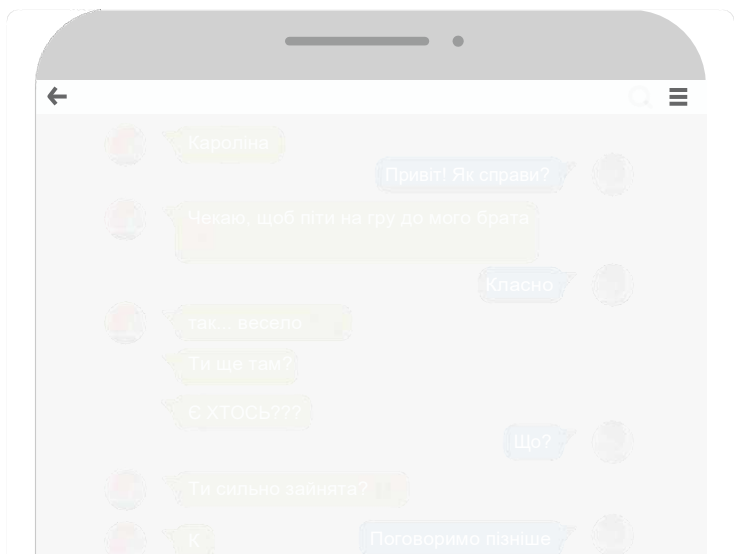 Кароліна
Привіт! Як справи?
Чекаю, щоб піти на гру до мого брата
Класно
так... весело
Ти ще там?
Є ХТОСЬ???
Що?
Ти сильно зайнята?
К
Поговоримо пізніше